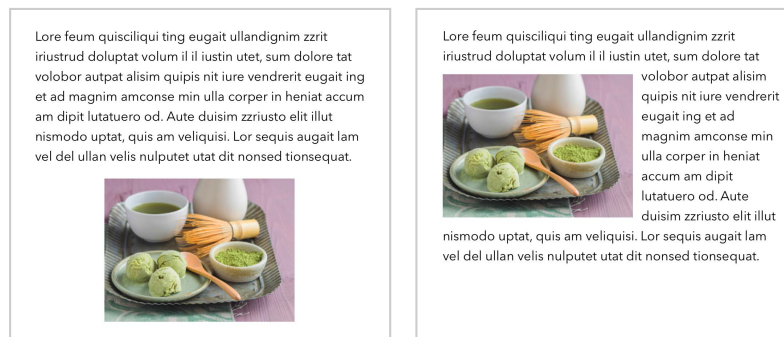 Lore feum quisciliqui ting eugait ullandignim zzrit
iriustrud doluptat volum il il iustin utet, sum dolore tat
volobor autpat alisim quipis nit iure vendrerit eugait ing
et ad magnim amconse min ulla corper in heniat accum
am dipit lutatuero od. Aute duisim zzriusto elit illut
nismodo uptat, quis am veliquisi. Lor sequis augait lam
vel del ullan velis nulputet utat dit nonsed tionsequat.
Lore feum quisciliqui ting eugait ullandignim zzrit
iriustrud doluptat volum il il iustin utet, sum dolore tat
volobor autpat alisim
quipis nit iure vendrerit
eugait ing et ad
magnim amconse min
ulla corper in heniat
accum am dipit
lutatuero od. Aute
duisim zzriusto elit illut
nismodo uptat, quis am veliquisi. Lor sequis augait lam
vel del ullan velis nulputet utat dit nonsed tionsequat.